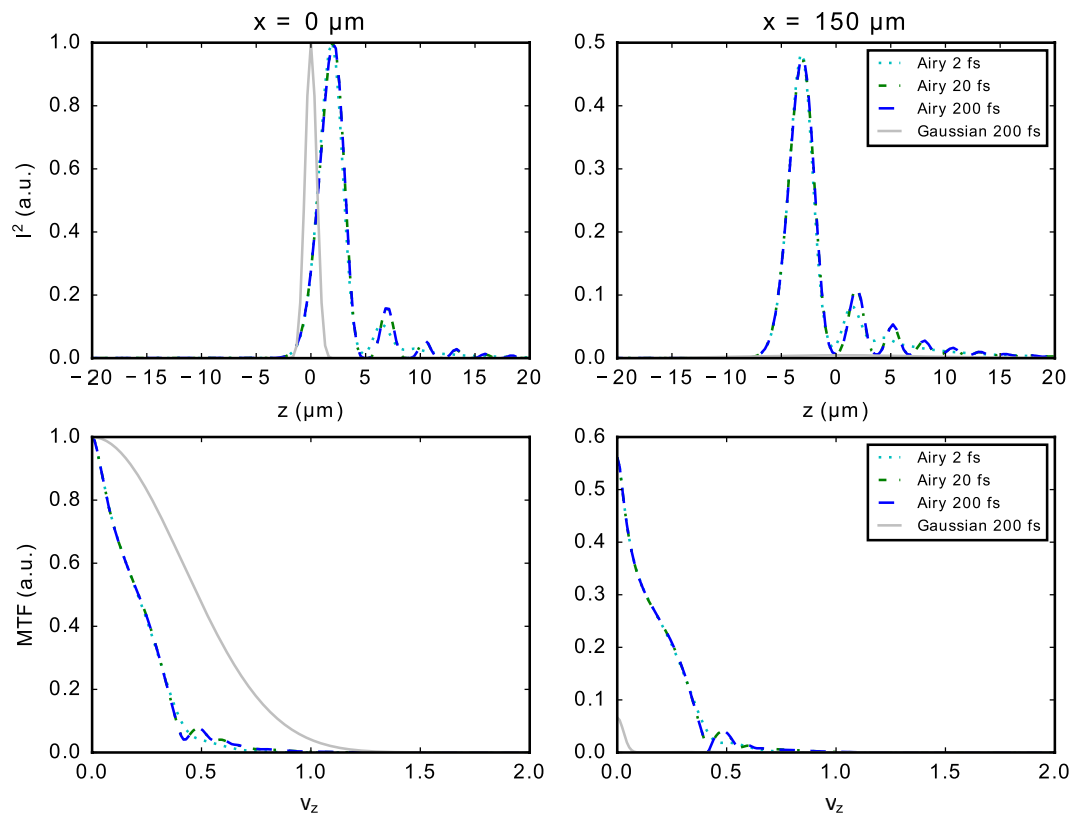 x = 0 µm
x = 150 µm
1.0
0.8
0.6
0.4
0.2
0.0
I² (a.u.)
−20 −15 −10 −5 0 5 10 15 20
z (µm)
0.5
0.4
0.3
0.2
0.1
0.0
Airy 2 fs
Airy 20 fs
Airy 200 fs
Gaussian 200 fs
−20 −15 −10 −5 0 5 10 15 20
z (µm)
1.0
0.8
0.6
0.4
0.2
0.0
MTF (a.u.)
0.0 0.5 1.0 1.5 2.0
v_z
0.6
0.5
0.4
0.3
0.2
0.1
0.0
Airy 2 fs
Airy 20 fs
Airy 200 fs
Gaussian 200 fs
0.0 0.5 1.0 1.5 2.0
v_z